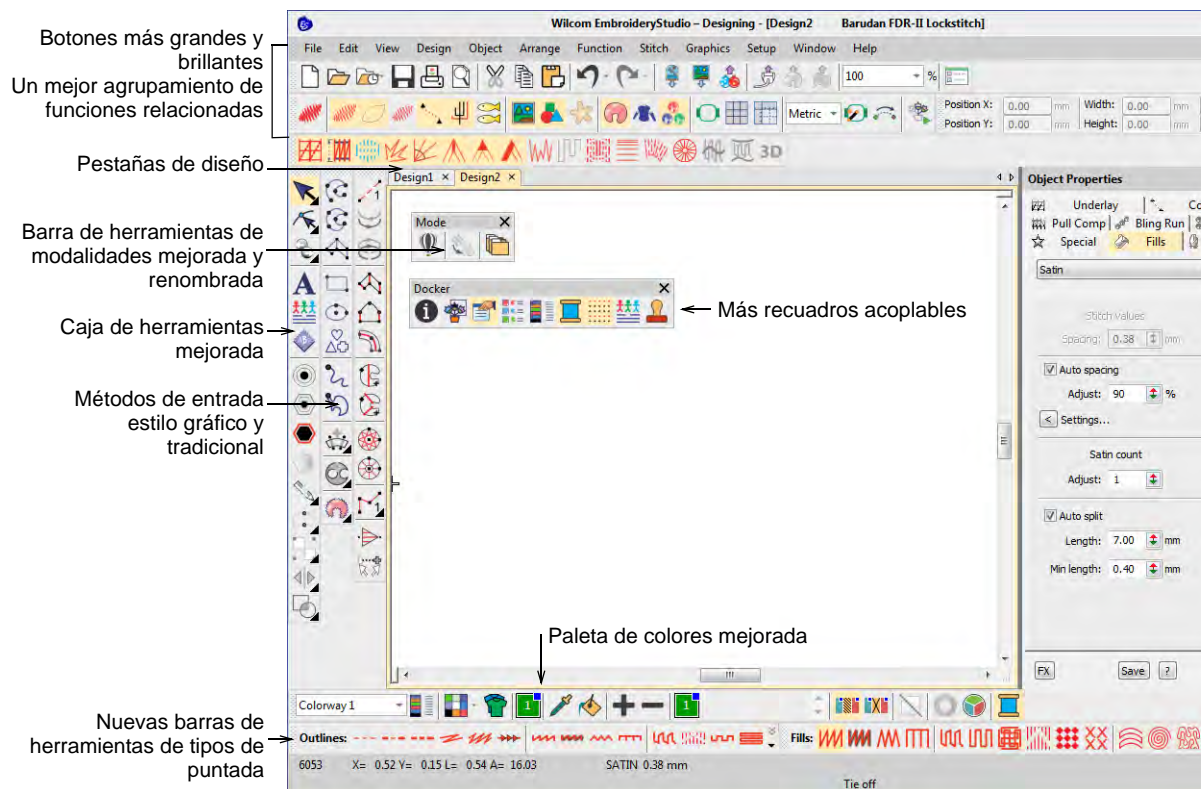 Wilcom EmbroideryStudio – Designing - [Design2 Barudan FDR-II Lockstitch]
File Edit View Design Object Arrange Function Stitch Graphics Setup Window Help
Botones más grandes y
brillantes
Un mejor agrupamiento de
funciones relacionadas
100 %
Metric
Position X: 0.00 mm Width: 0.00 mm
Position Y: 0.00 mm Height: 0.00 mm
3D
Pestañas de diseño
Design1 × Design2 ×
Object Properties
Underlay
Pull Comp Bling Run
Special Fills
Mode X
Barra de herramientas de
modalidades mejorada y
renombrada
Docker X
Más recuadros acoplables
Caja de herramientas
mejorada
Métodos de entrada
estilo gráfico y
tradicional
Satin
Stitch values
Spacing: 0.38 mm
Auto spacing
Adjust: 90 %
< Settings...
Satin count
Adjust: 1
Auto split
Length: 7.00 mm
Min length: 0.40 mm
FX Save ?
Paleta de colores mejorada
Colorway 1
1 1
Nuevas barras de
herramientas de tipos de
puntada
Outlines: Fills:
6053 X= 0.52 Y= 0.15 L= 0.54 A= 16.03 SATIN 0.38 mm
Tie off